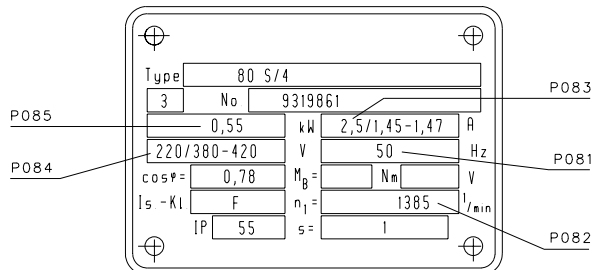 Type 80 S/4
3 No 9319861 P083
P085 0,55 kW 2,5/1,45-1,47 A
P084 220/380-420 V 50 Hz P081
cosφ= 0,78 MB= Nm V
Is.-Kl F n1= 1385 1/min
IP 55 s= 1 P082